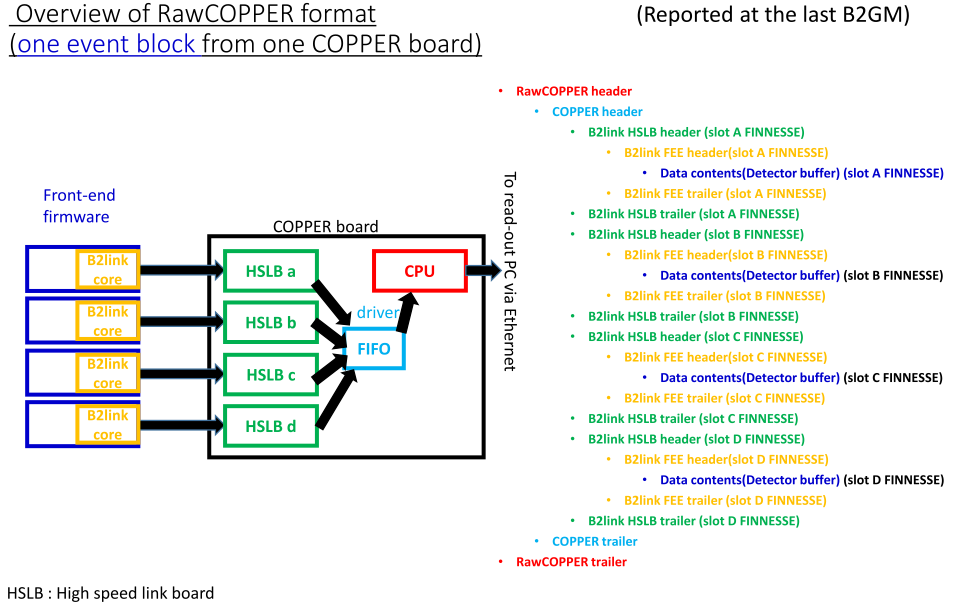 Overview of RawCOPPER format
(one event block from one COPPER board)
(Reported at the last B2GM)
Front-end
firmware
B2link
core
B2link
core
B2link
core
B2link
core
COPPER board
HSLB a
HSLB b
HSLB c
HSLB d
driver
FIFO
CPU
To read-out PC via Ethernet
• RawCOPPER header
• COPPER header
• B2link HSLB header (slot A FINNESSE)
• B2link FEE header(slot A FINNESSE)
• Data contents(Detector buffer) (slot A FINNESSE)
• B2link FEE trailer (slot A FINNESSE)
• B2link HSLB trailer (slot A FINNESSE)
• B2link HSLB header (slot B FINNESSE)
• B2link FEE header(slot B FINNESSE)
• Data contents(Detector buffer) (slot B FINNESSE)
• B2link FEE trailer (slot B FINNESSE)
• B2link HSLB trailer (slot B FINNESSE)
• B2link HSLB header (slot C FINNESSE)
• B2link FEE header(slot C FINNESSE)
• Data contents(Detector buffer) (slot C FINNESSE)
• B2link FEE trailer (slot C FINNESSE)
• B2link HSLB trailer (slot C FINNESSE)
• B2link HSLB header (slot D FINNESSE)
• B2link FEE header(slot D FINNESSE)
• Data contents(Detector buffer) (slot D FINNESSE)
• B2link FEE trailer (slot D FINNESSE)
• B2link HSLB trailer (slot D FINNESSE)
• COPPER trailer
• RawCOPPER trailer
HSLB : High speed link board